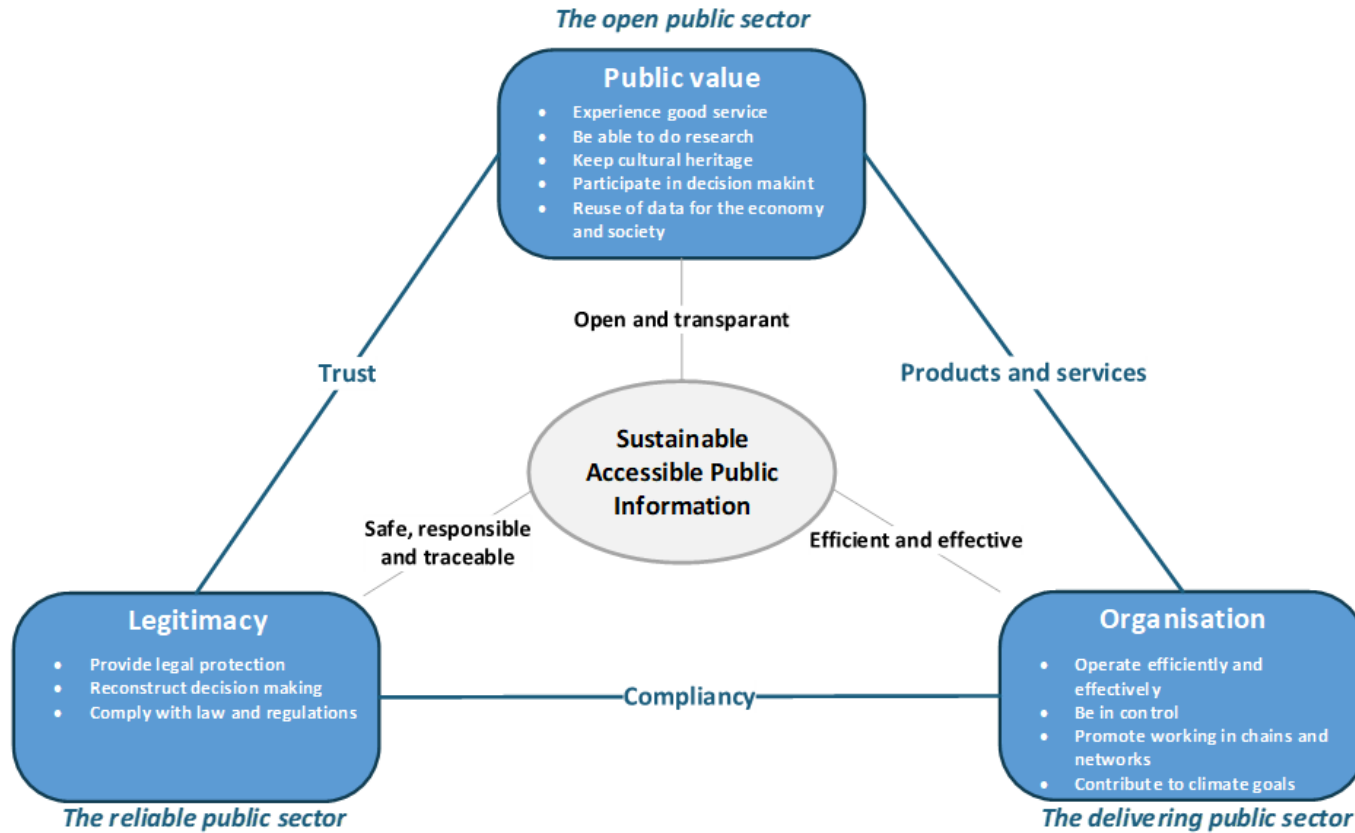 The open public sector
Public value
• Experience good service
• Be able to do research
• Keep cultural heritage
• Participate in decision makint
• Reuse of data for the economy
and society
Open and transparant
Trust
Products and services
Sustainable
Accessible Public
Information
Safe, responsible
and traceable
Efficient and effective
Legitimacy
• Provide legal protection
• Reconstruct decision making
• Comply with law and regulations
Compliancy
Organisation
• Operate efficiently and
effectively
• Be in control
• Promote working in chains and
networks
• Contribute to climate goals
The reliable public sector
The delivering public sector